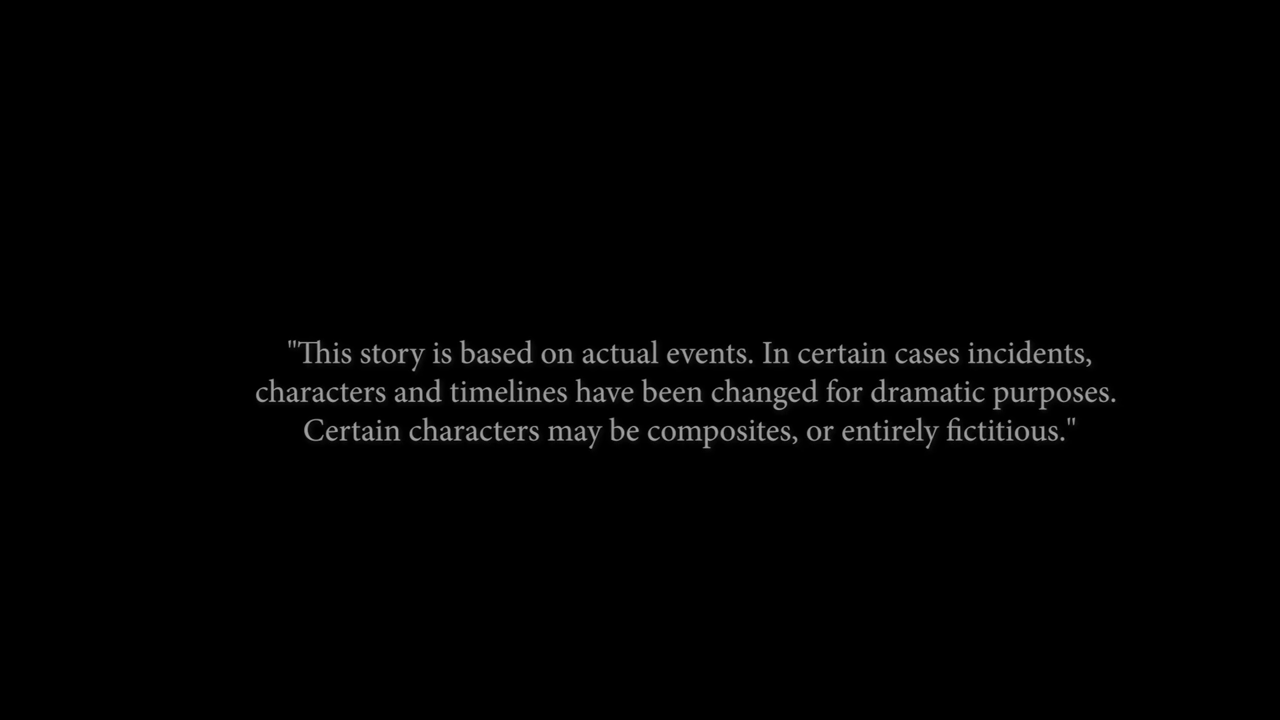 "This story is based on actual events. In certain cases incidents,
characters and timelines have been changed for dramatic purposes.
Certain characters may be composites, or entirely fictitious."